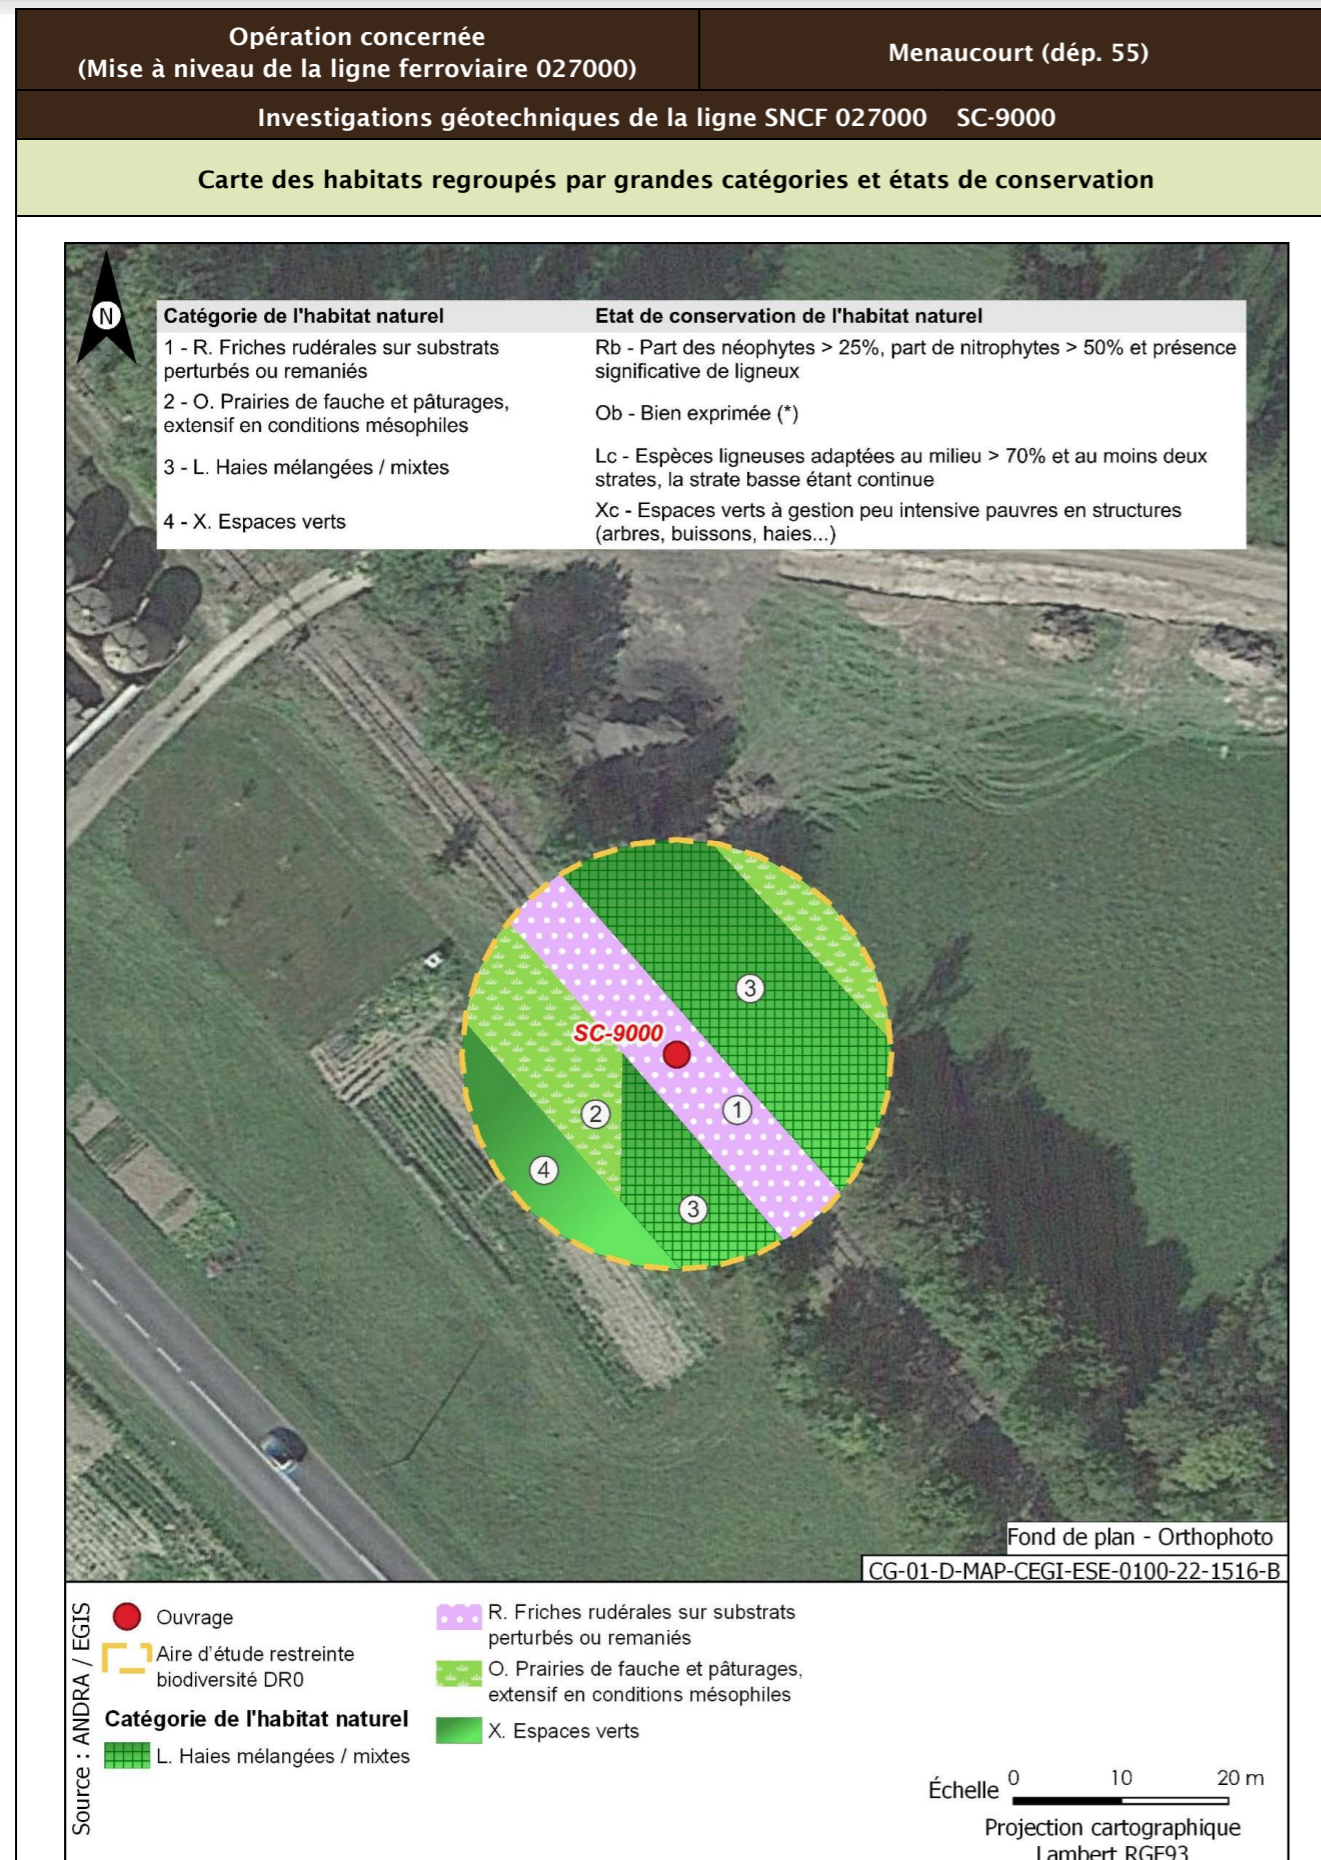 Opération concernée
(Mise à niveau de la ligne ferroviaire 027000)
Menaucourt (dép. 55)
Investigations géotechniques de la ligne SNCF 027000 SC-9000
Carte des habitats regroupés par grandes catégories et états de conservation
N
Catégorie de l'habitat naturel
Etat de conservation de l'habitat naturel
1 - R. Friches rudérales sur substrats
perturbés ou remaniés
Rb - Part des néophytes > 25%, part de nitrophytes > 50% et présence
significative de ligneux
2 - O. Prairies de fauche et pâturages,
extensif en conditions mésophiles
Ob - Bien exprimée (*)
3 - L. Haies mélangées / mixtes
Lc - Espèces ligneuses adaptées au milieu > 70% et au moins deux
strates, la strate basse étant continue
4 - X. Espaces verts
Xc - Espaces verts à gestion peu intensive pauvres en structures
(arbres, buissons, haies...)
3
SC-9000
1
2
4
3
Fond de plan - Orthophoto
CG-01-D-MAP-CEGI-ESE-0100-22-1516-B
Source : ANDRA / EGIS
Ouvrage
Aire d'étude restreinte
biodiversité DR0
Catégorie de l'habitat naturel
L. Haies mélangées / mixtes
R. Friches rudérales sur substrats
perturbés ou remaniés
O. Prairies de fauche et pâturages,
extensif en conditions mésophiles
X. Espaces verts
Échelle 0 10 20 m
Projection cartographique
Lambert RGF93